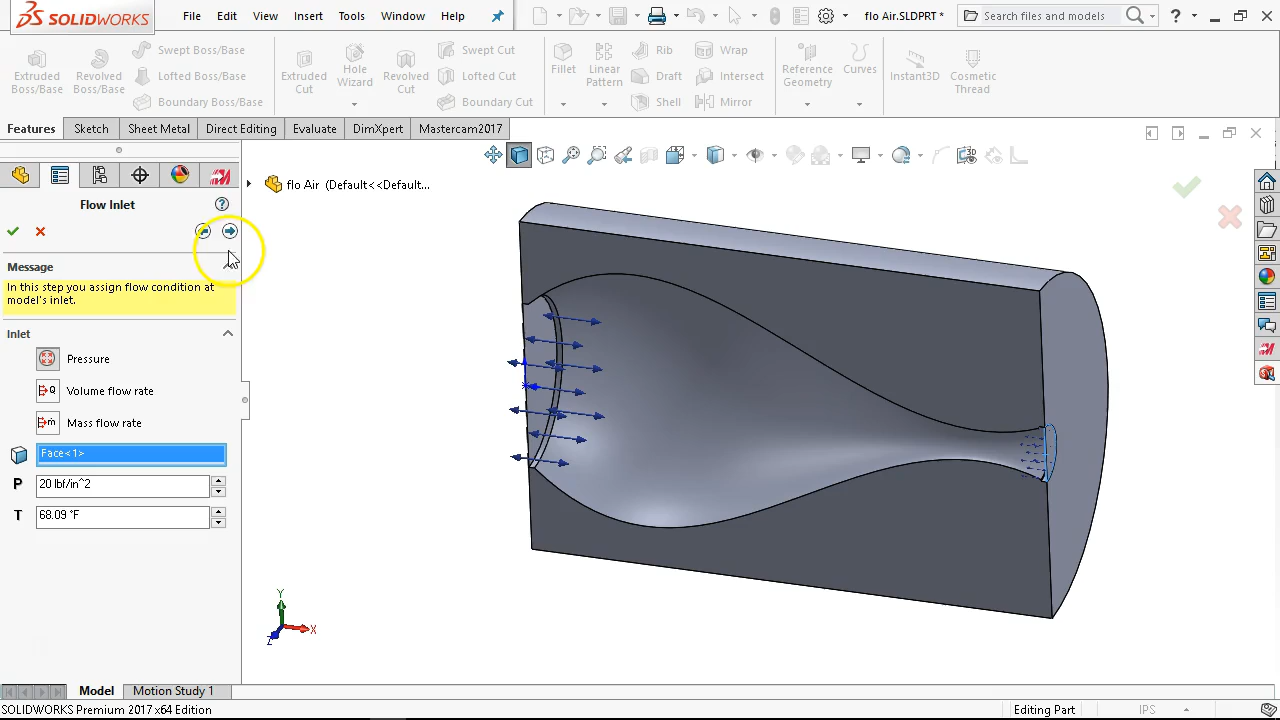 SOLIDWORKS
File
Edit
View
Insert
Tools
Window
Help
flo Air.SLDPRT *
Search files and models
?
Extruded
Boss/Base
Revolved
Boss/Base
Swept Boss/Base
Lofted Boss/Base
Boundary Boss/Base
Extruded
Cut
Hole
Wizard
Revolved
Cut
Swept Cut
Lofted Cut
Boundary Cut
Fillet
Linear
Pattern
Rib
Draft
Shell
Wrap
Intersect
Mirror
Reference
Geometry
Curves
Instant3D
Cosmetic
Thread
Features
Sketch
Sheet Metal
Direct Editing
Evaluate
DimXpert
Mastercam2017
flo Air (Default<<Default...
Flow Inlet
?
Message
In this step you assign flow condition at
model's inlet.
Inlet
Pressure
Volume flow rate
Mass flow rate
Face<1>
P
20 lbf/in^2
T
68.09 °F
Y
X
Z
Model
Motion Study 1
SOLIDWORKS Premium 2017 x64 Edition
Editing Part
IPS